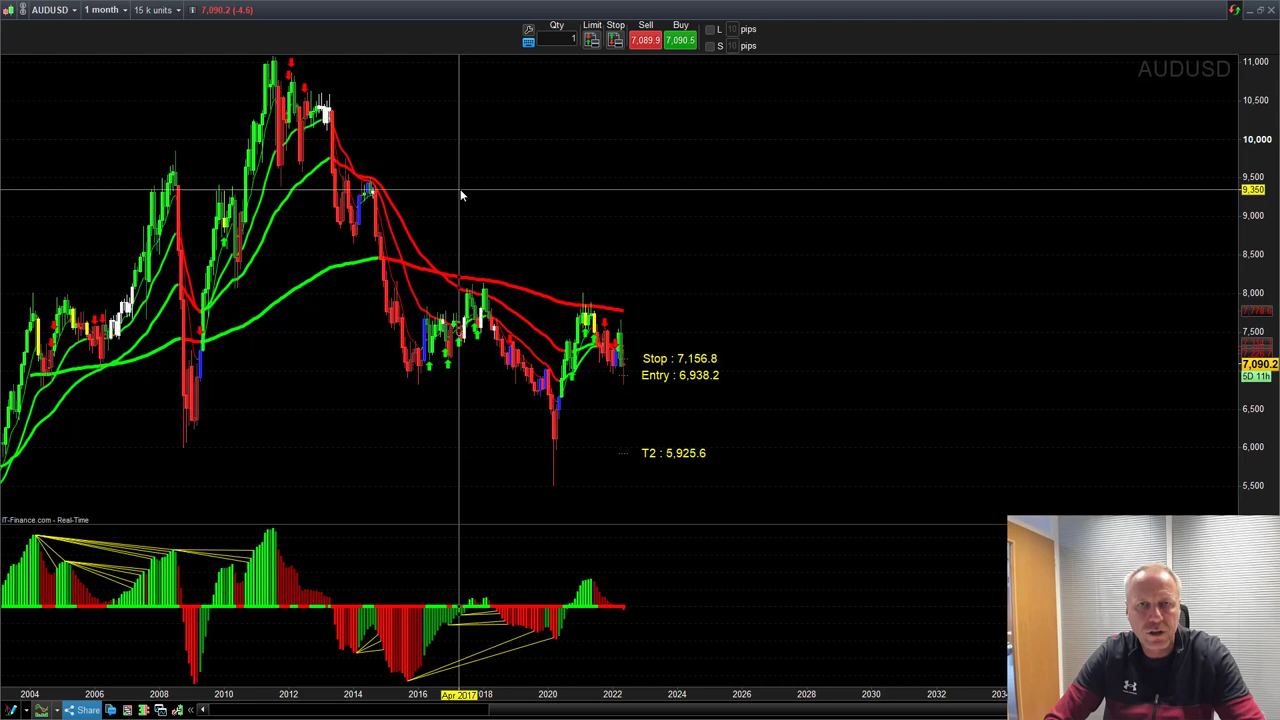 AUDUSD 1 month 15 k units 7,090.2 (-4.6)
Qty Limit Stop Sell Buy
1 7,089.9 7,090.5
L 10 pips
S 10 pips
AUDUSD
11,000
10,500
10,000
9,500
9,350
9,000
8,500
8,000
7,500
7,090.2
5D 11h
6,500
6,000
5,500
Stop : 7,156.8
Entry : 6,938.2
T2 : 5,925.6
IT-Finance.com - Real-Time
2004 2006 2008 2010 2012 2014 2016 Apr 2017 2018 2020 2022 2024 2026 2028 2030 2032
Share